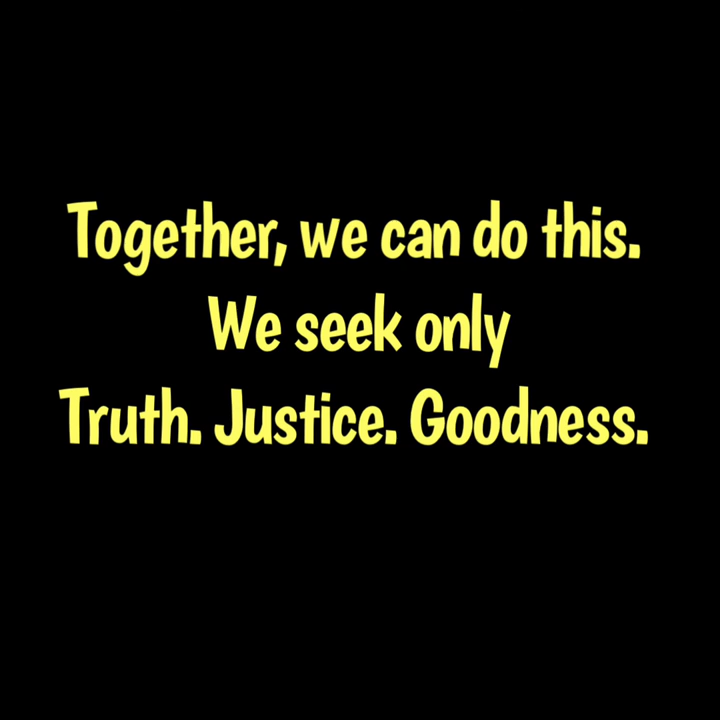 Together, we can do this.
We seek only
Truth. Justice. Goodness.